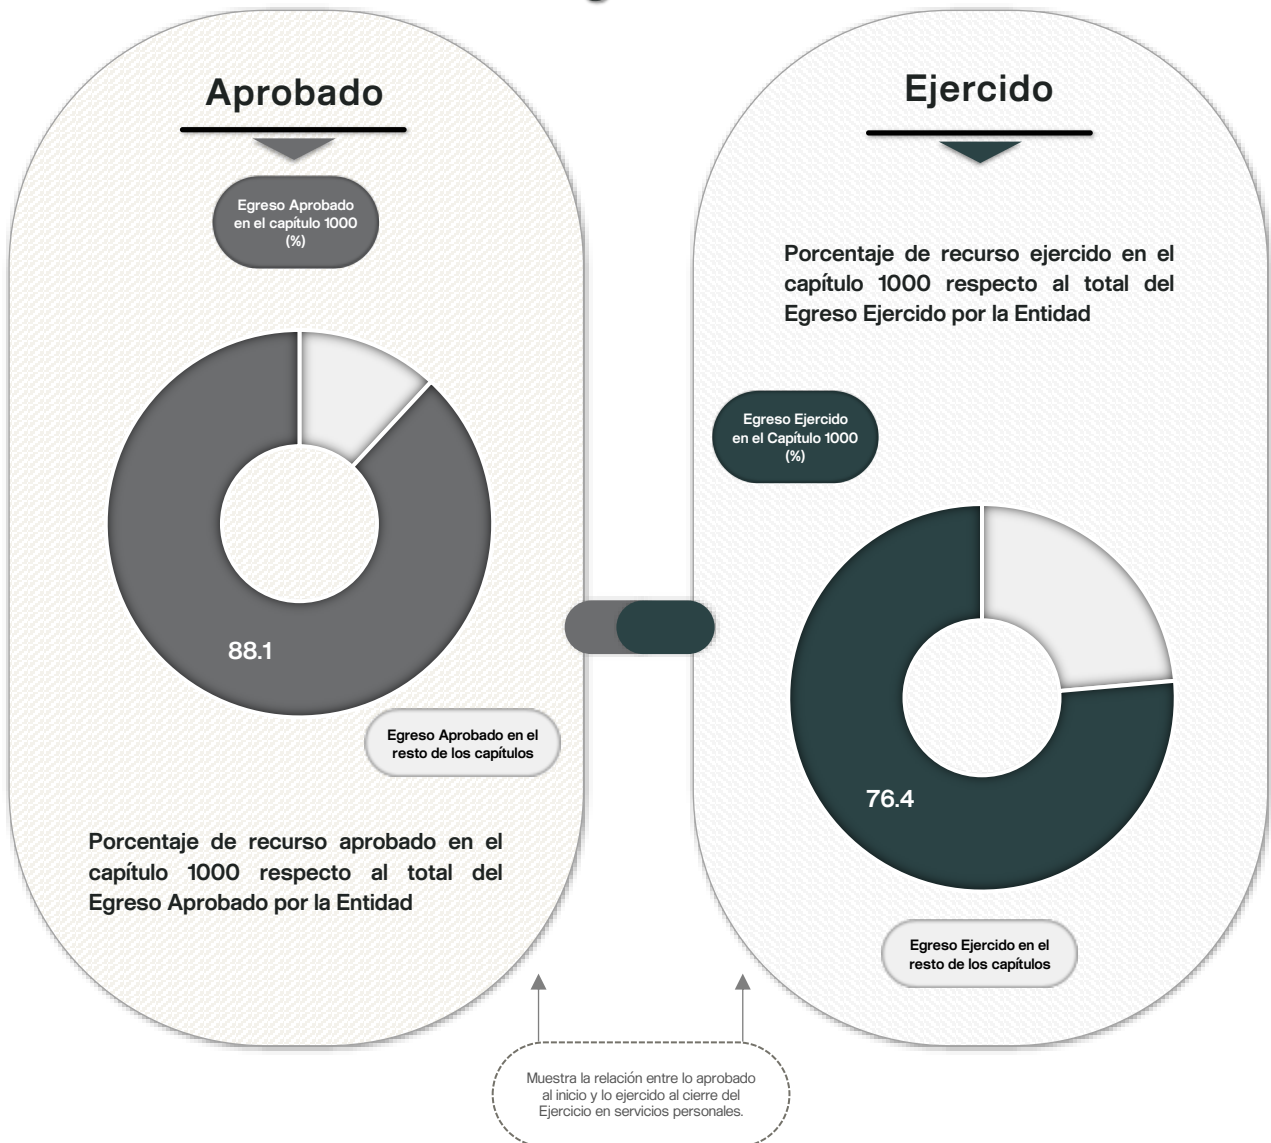 Aprobado
Egreso Aprobado
en el capítulo 1000
(%)
88.1
Egreso Aprobado en el
resto de los capítulos
Porcentaje de recurso aprobado en el
capítulo 1000 respecto al total del
Egreso Aprobado por la Entidad
Ejercido
Porcentaje de recurso ejercido en el
capítulo 1000 respecto al total del
Egreso Ejercido por la Entidad
Egreso Ejercido
en el Capítulo 1000
(%)
76.4
Egreso Ejercido en el
resto de los capítulos
Muestra la relación entre lo aprobado
al inicio y lo ejercido al cierre del
Ejercicio en servicios personales.